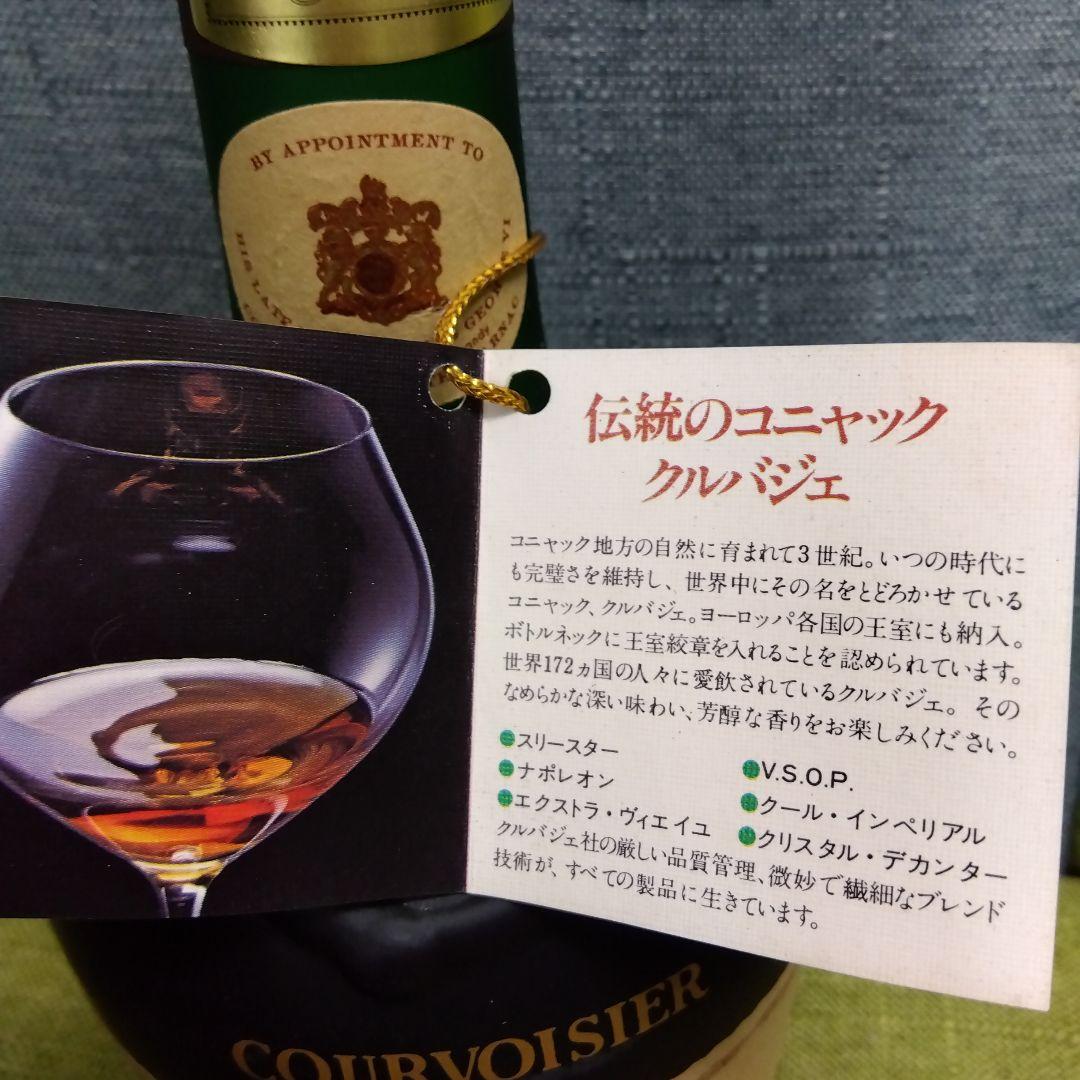 BY APPOINTMENT TO
HIS LATE
GEOR VI
RNAC
伝統のコニャック
クルバジェ
コニャック地方の自然に育まれて3世紀。いつの時代に
も完璧さを維持し、世界中にその名をとどろかせている
コニャック、クルバジェ。ヨーロッパ各国の王室にも納入。
ボトルネックに王室紋章を入れることを認められています。
世界172ヵ国の人々に愛飲されているクルバジェ。その
なめらかな深い味わい、芳醇な香りをお楽しみください。
●スリースター
●ナポレオン
●エクストラ・ヴィエイユ
●V.S.O.P.
●クール・インペリアル
●クリスタル・デカンター
クルバジェ社の厳しい品質管理、微妙で繊細なブレンド
技術が、すべての製品に生きています。
COURVOISIER